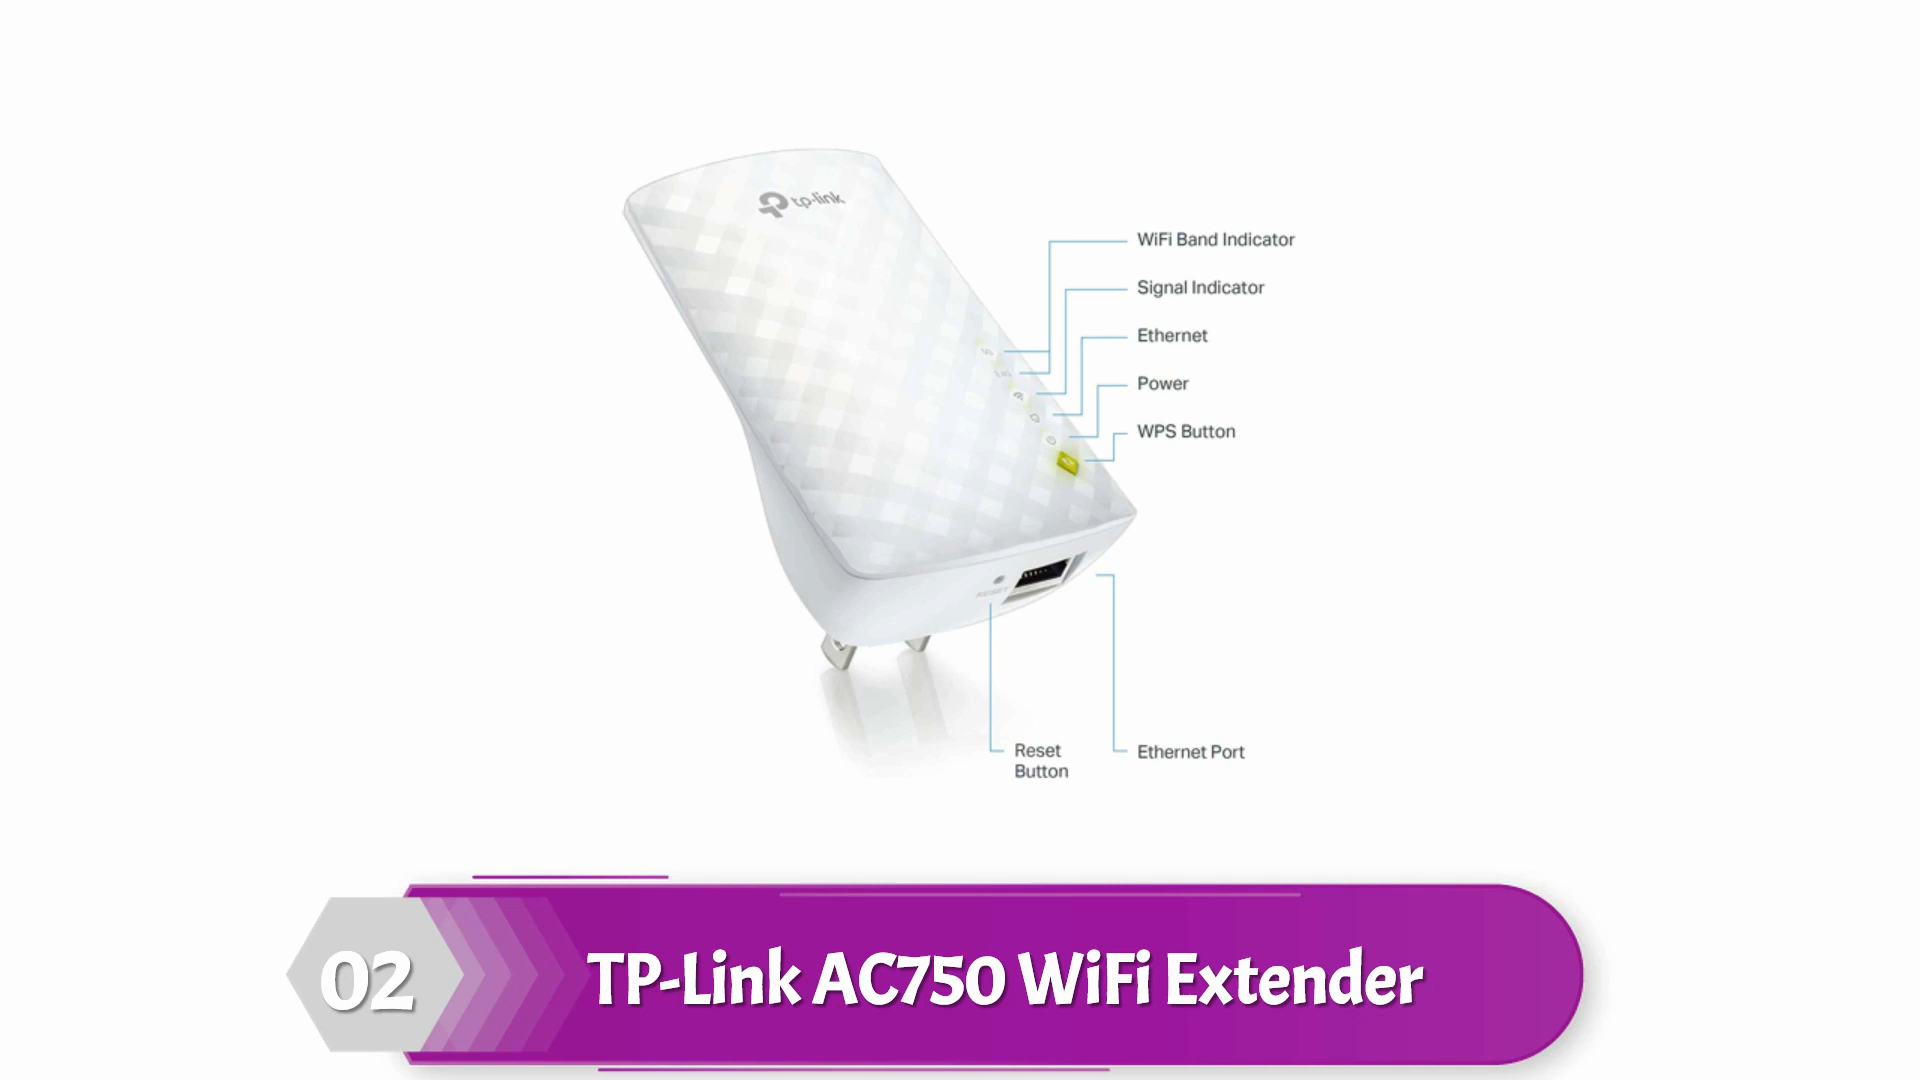 tp-link
WiFi Band Indicator
Signal Indicator
Ethernet
Power
WPS Button
RESET
Reset
Button
Ethernet Port
02
TP-Link AC750 WiFi Extender